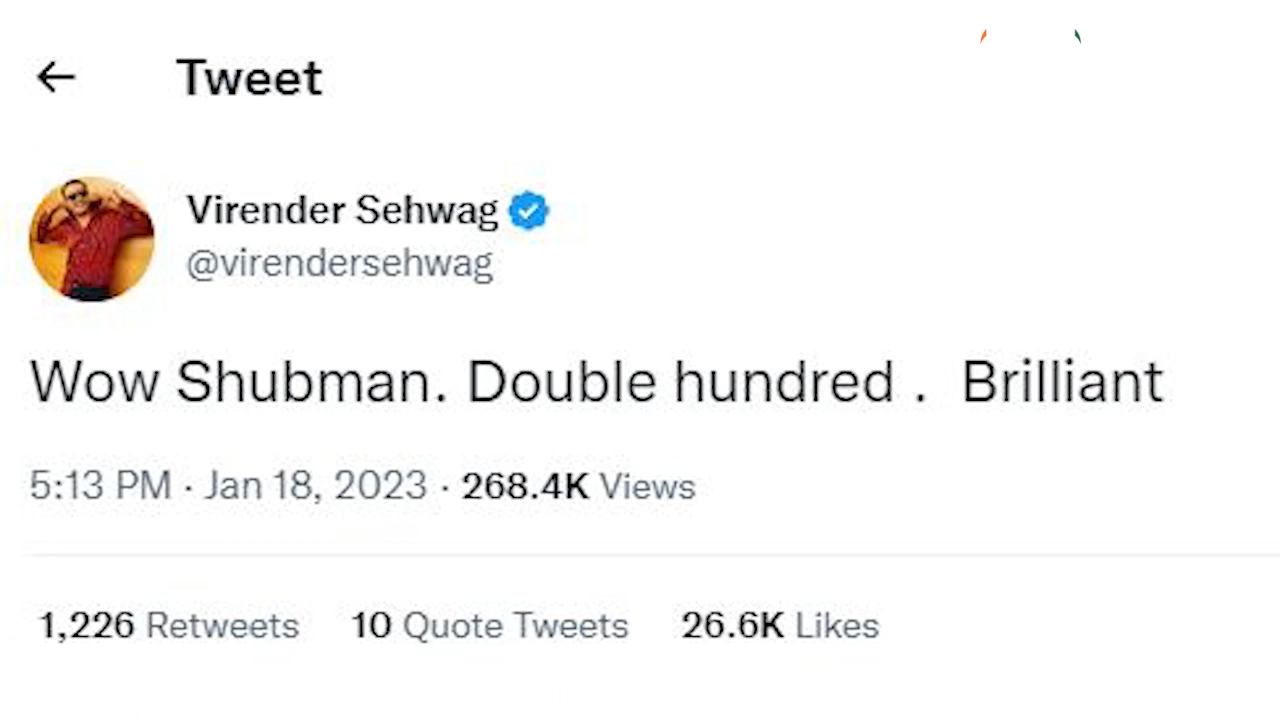 Tweet
Virender Sehwag
@virendersehwag
Wow Shubman. Double hundred .  Brilliant
5:13 PM · Jan 18, 2023 · 268.4K Views
1,226 Retweets 10 Quote Tweets 26.6K Likes